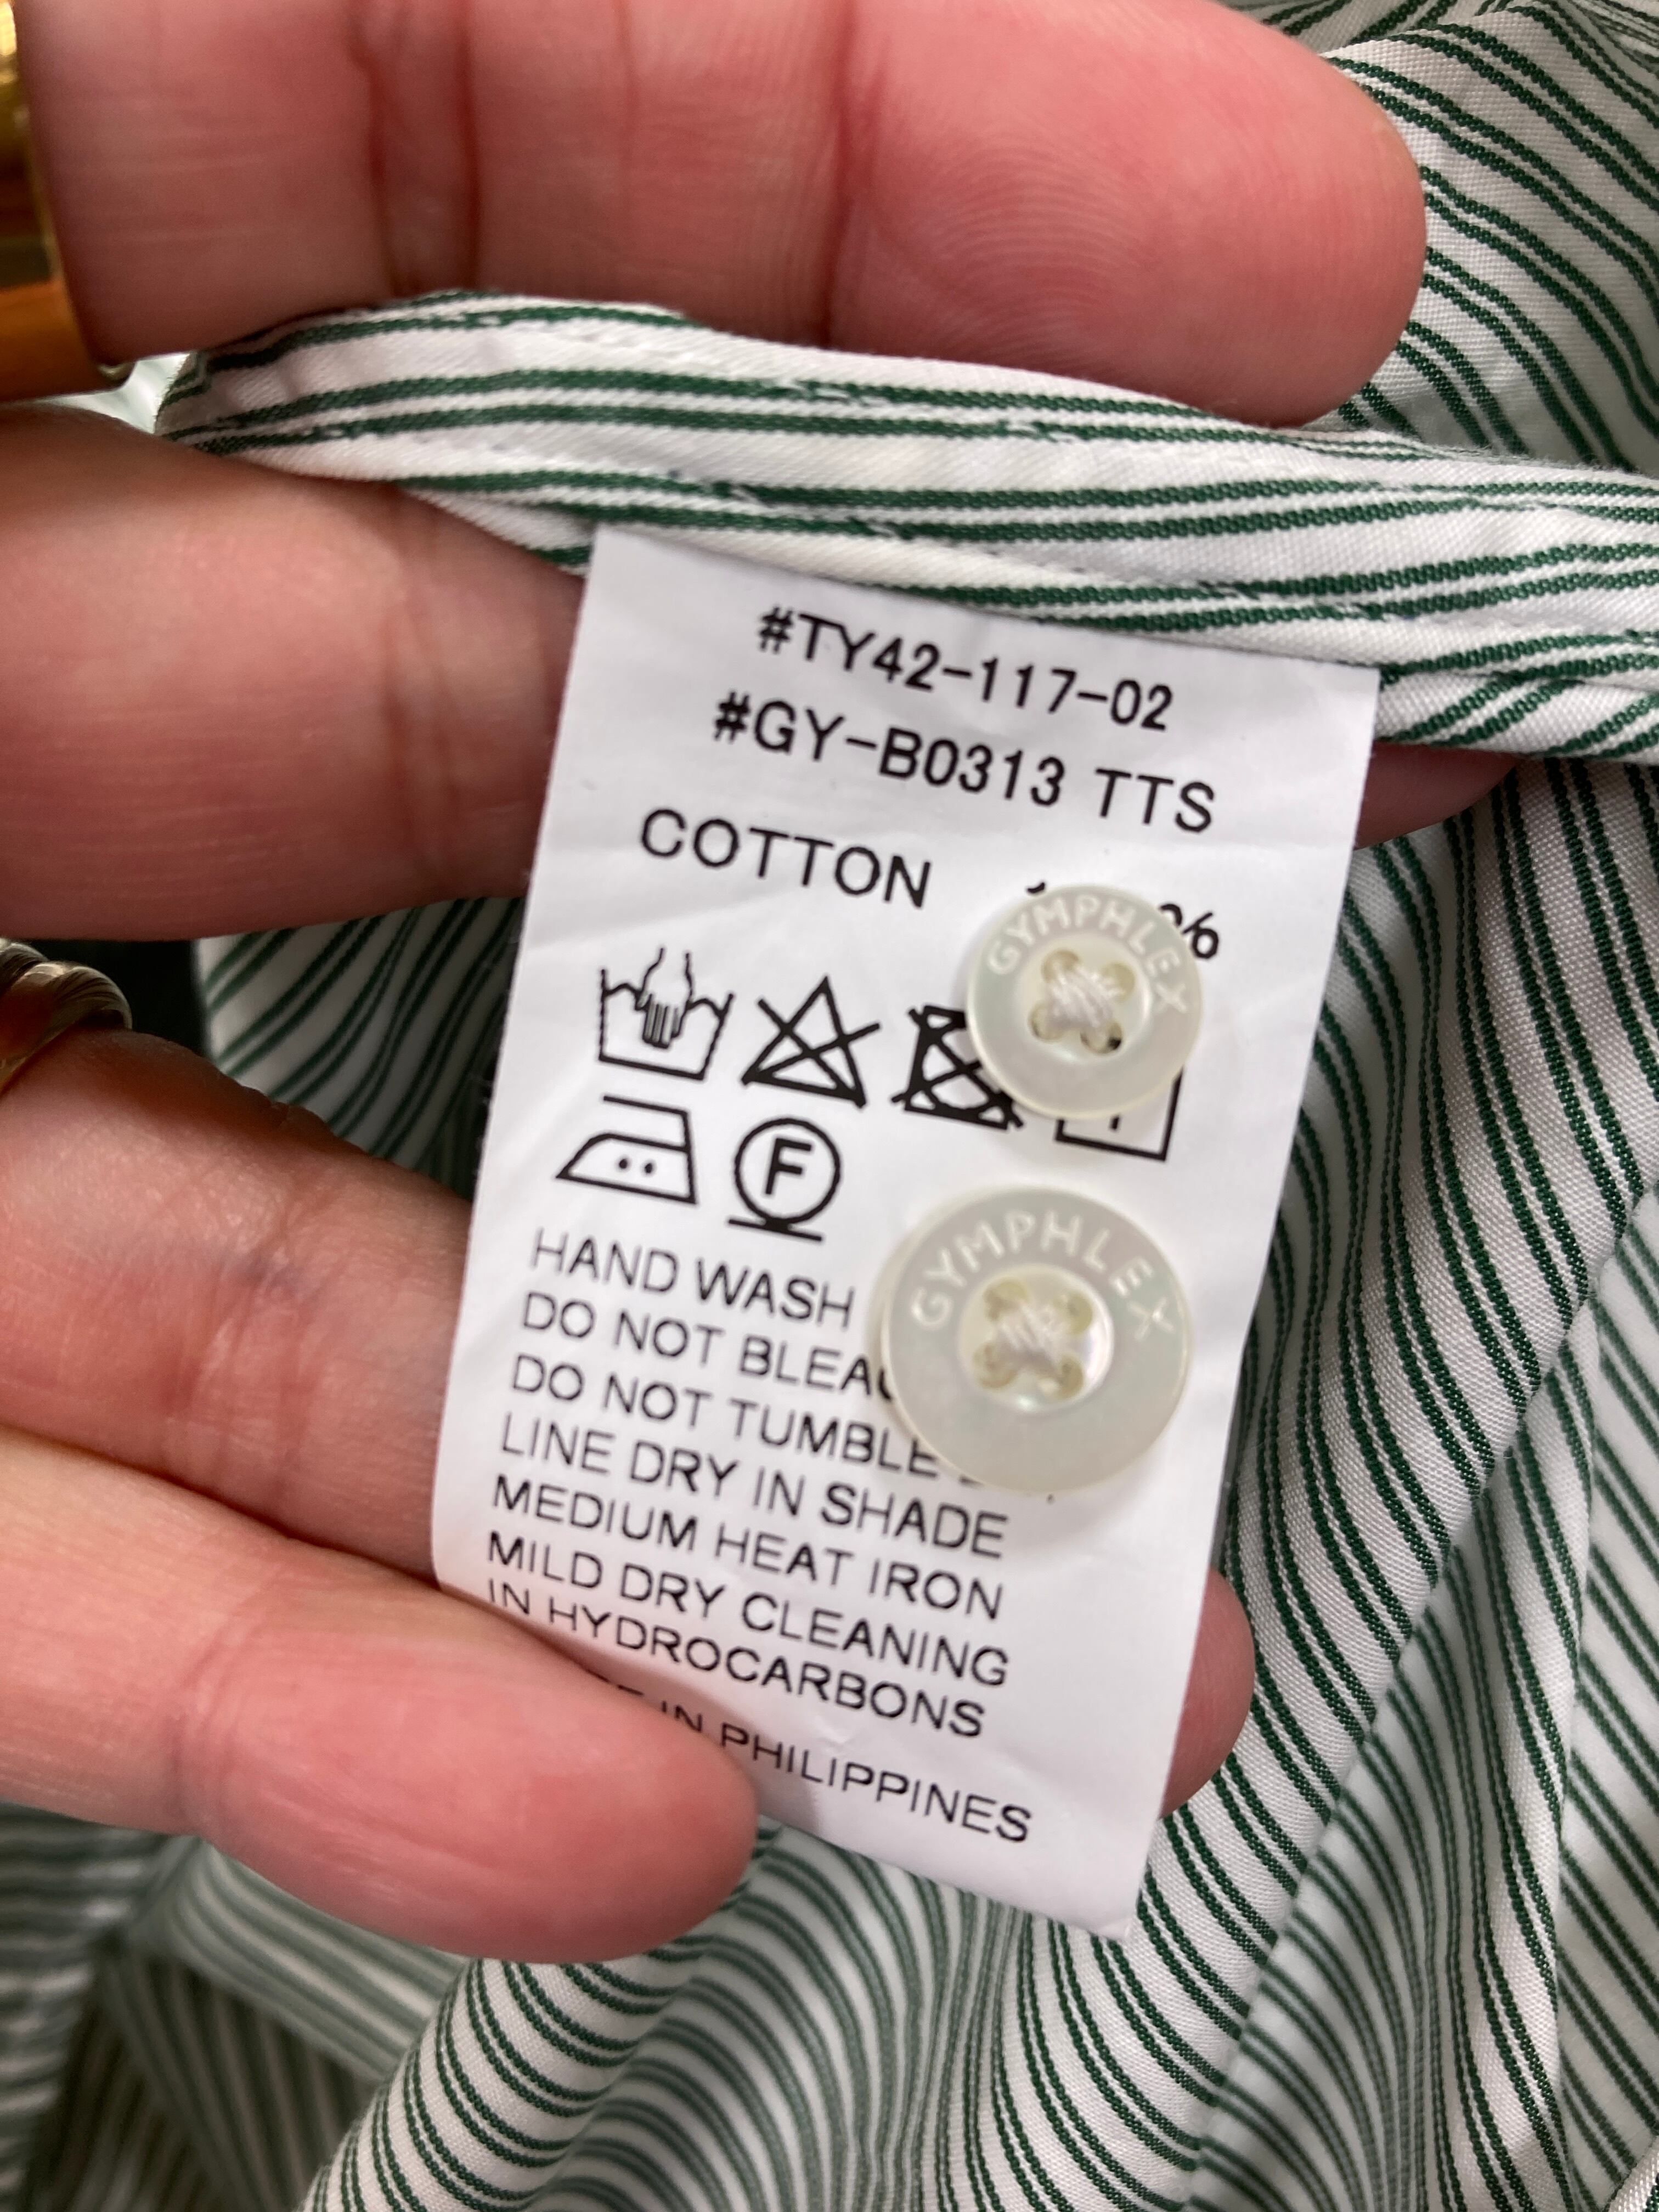 #TY42-117-02
#GY-B0313 TTS
COTTON %
GYMPHLEX
F
GYMPHLEX
HAND WASH
DO NOT
DO NOT TUMBLE
LINE DRY IN SHADE
MEDIUM HEAT IRON
MILD DRY CLEANING
IN HYDROCARBONS
IN PHILIPPINES